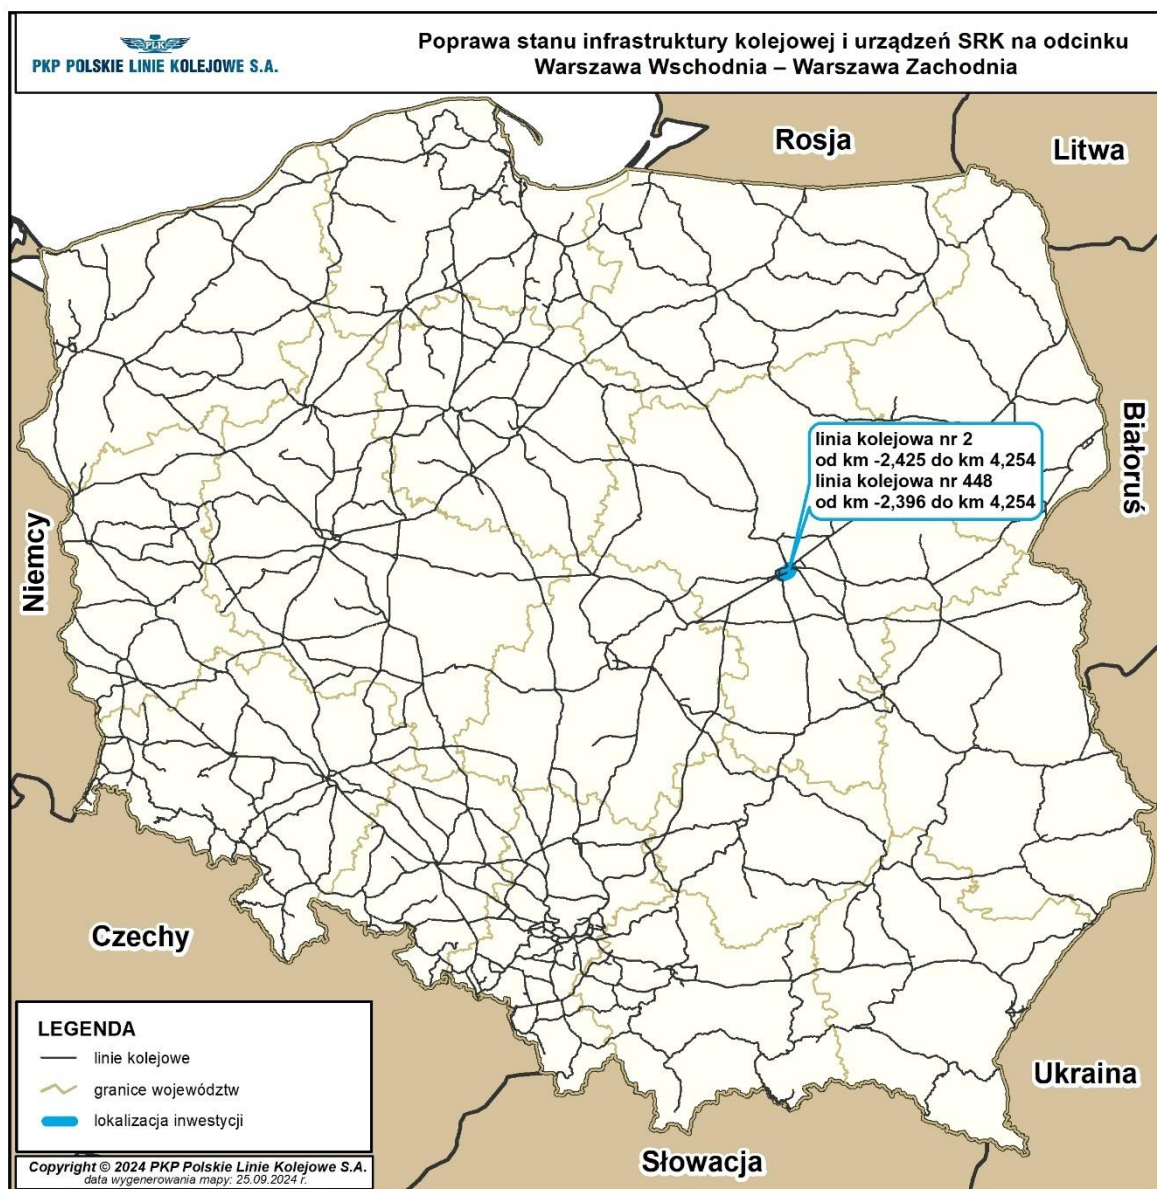 PLK
PKP POLSKIE LINIE KOLEJOWE S.A.
Poprawa stanu infrastruktury kolejowej i urządzeń SRK na odcinku
Warszawa Wschodnia – Warszawa Zachodnia
Rosja
Litwa
Białoruś
linia kolejowa nr 2
od km -2,425 do km 4,254
linia kolejowa nr 448
od km -2,396 do km 4,254
Niemcy
Czechy
Ukraina
Słowacja
LEGENDA
linie kolejowe
granice województw
lokalizacja inwestycji
Copyright © 2024 PKP Polskie Linie Kolejowe S.A.
data wygenerowania mapy: 25.09.2024 r.